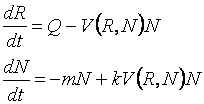 dR/dt = Q − V(R, N)N
dN/dt = −mN + kV(R, N)N